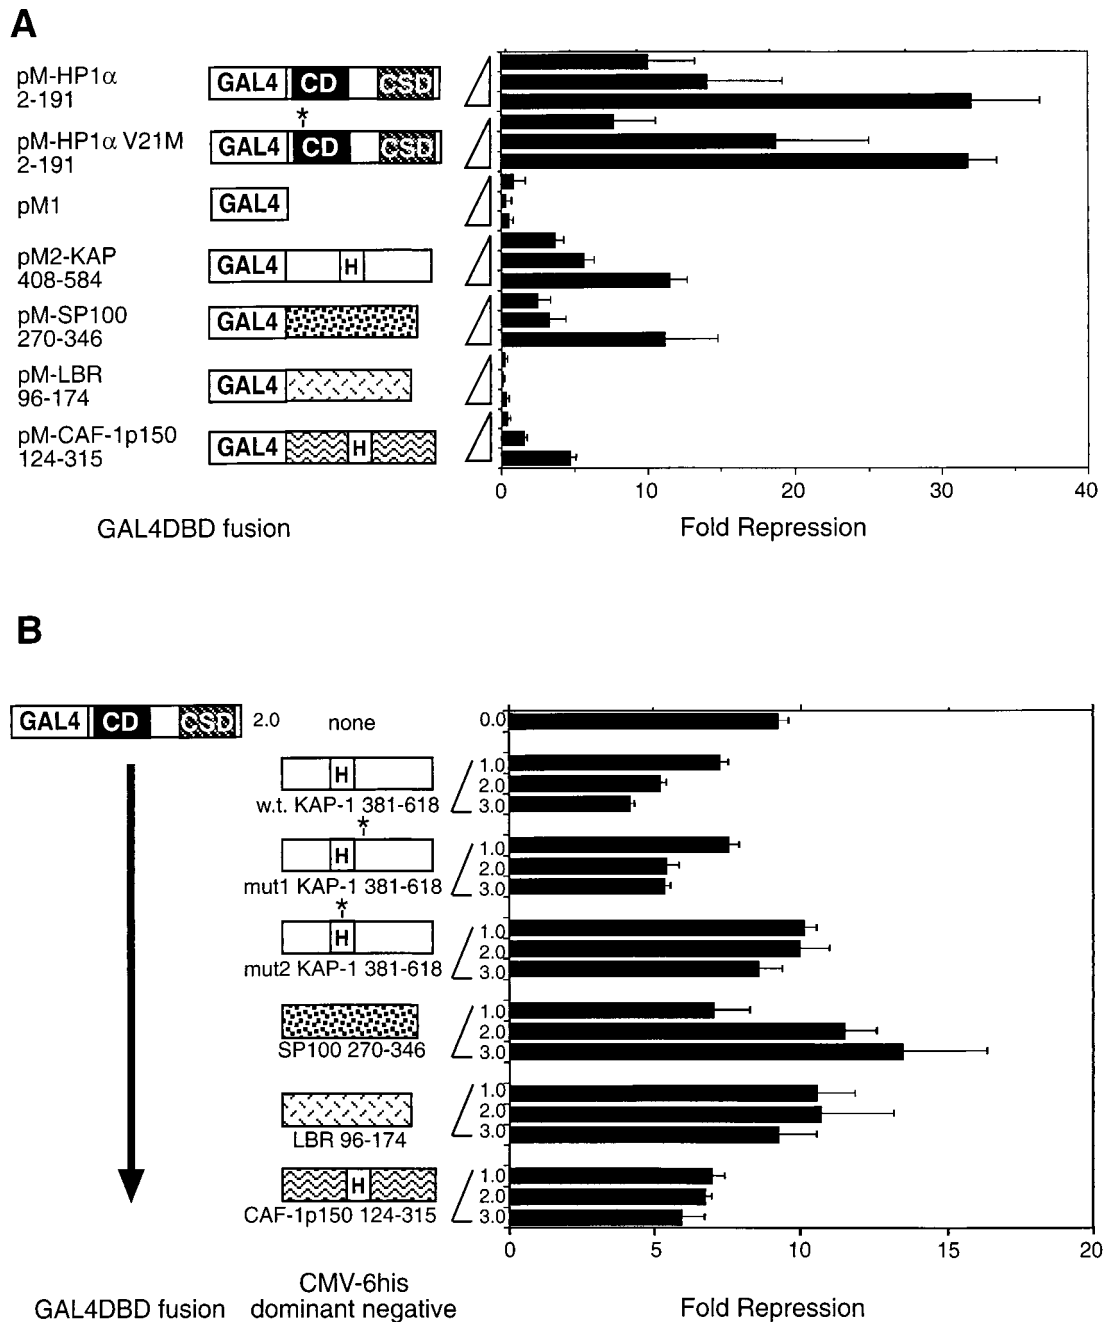 A
pM-HP1α
2-191
GAL4 CD CSD
*
pM-HP1α V21M
2-191
GAL4 CD CSD
pM1
GAL4
pM2-KAP
408-584
GAL4 H
pM-SP100
270-346
GAL4
pM-LBR
96-174
GAL4
pM-CAF-1p150
124-315
GAL4 H
0 10 20 30 40
GAL4DBD fusion
Fold Repression
B
GAL4 CD CSD 2.0 none 0.0
H
w.t. KAP-1 381-618
1.0
2.0
3.0
*
H
mut1 KAP-1 381-618
1.0
2.0
3.0
*
H
mut2 KAP-1 381-618
1.0
2.0
3.0
SP100 270-346
1.0
2.0
3.0
LBR 96-174
1.0
2.0
3.0
H
CAF-1p150 124-315
1.0
2.0
3.0
0 5 10 15 20
GAL4DBD fusion
CMV-6his
dominant negative
Fold Repression